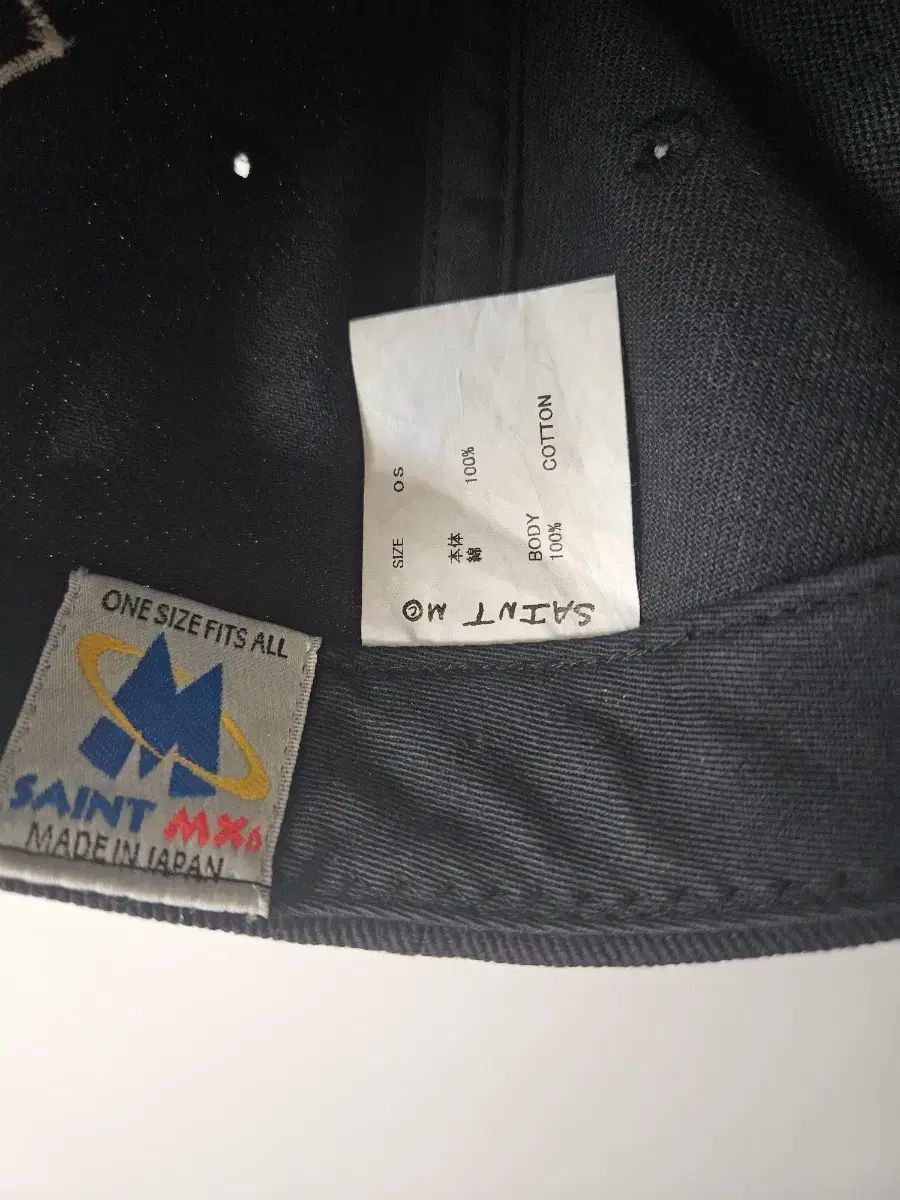 SIZE OS
本体
綿 100%
BODY
100% COTTON
SAINT M©
ONE SIZE FITS ALL
M
SAINT MX6
MADE IN JAPAN